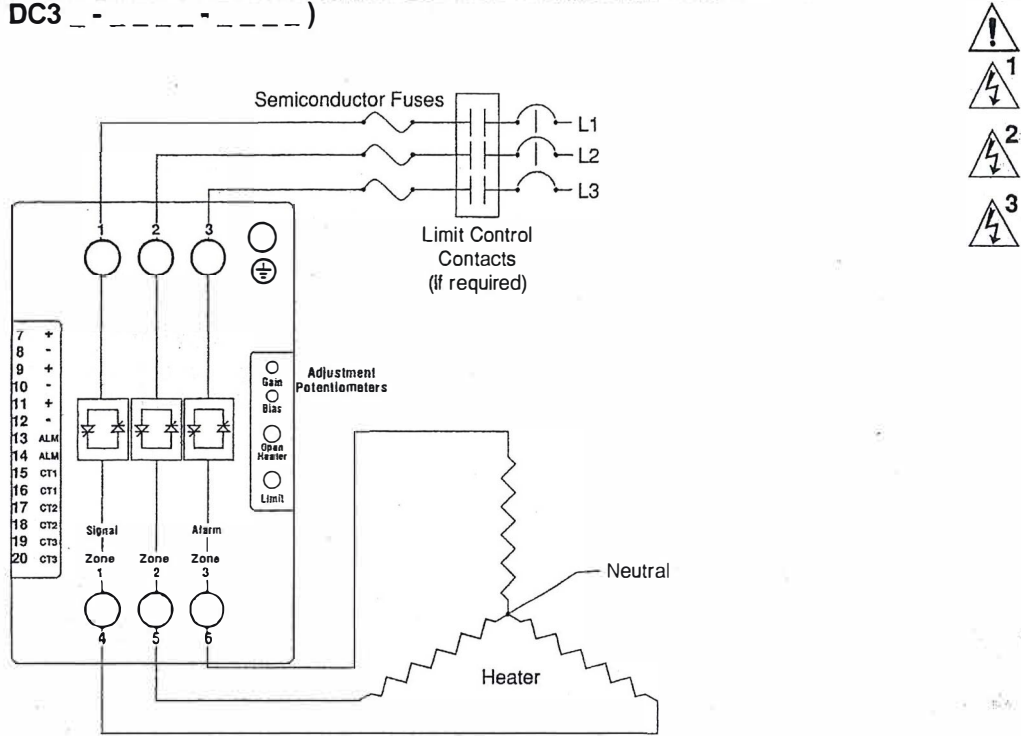 DC3 _ - _ _ _ _ - _ _ _ _ )
1
2
3
Semiconductor Fuses
L1
L2
L3
Limit Control
Contacts
(If required)
1 2 3
7 +
8 -
9 +
10 -
11 +
12 -
13 ALM
14 ALM
15 CT1
16 CT1
17 CT2
18 CT2
19 CT3
20 CT3
Gain
Bias
Open
Heater
Limit
Adjustment
Potentiometers
Signal
Alarm
Zone
1
Zone
2
Zone
3
4 5 6
Neutral
Heater